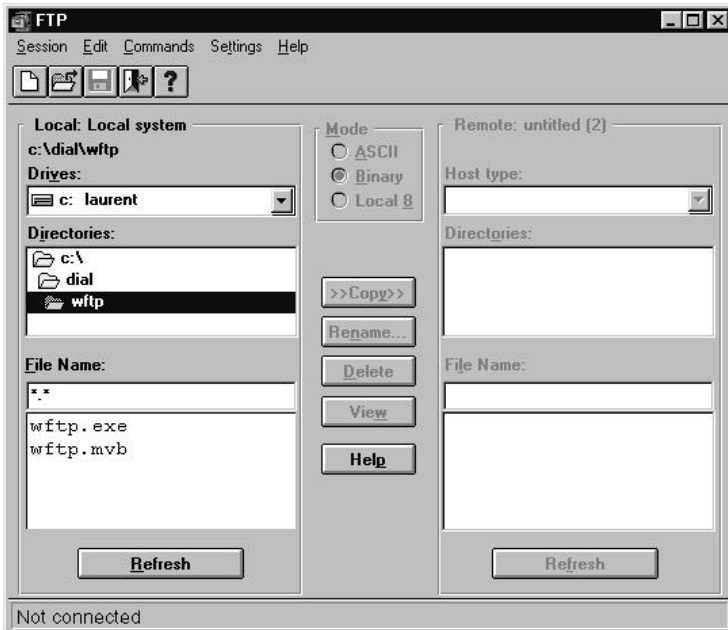 FTP
Session Edit Commands Settings Help
Local: Local system
c:\dial\wftp
Drives:
c: laurent
Directories:
c:\
dial
wftp
File Name:
*.*
wftp.exe
wftp.mvb
Refresh
Mode
ASCII
Binary
Local 8
>>Copy>>
Rename...
Delete
View
Help
Remote: untitled (2)
Host type:
Directories:
File Name:
Refresh
Not connected